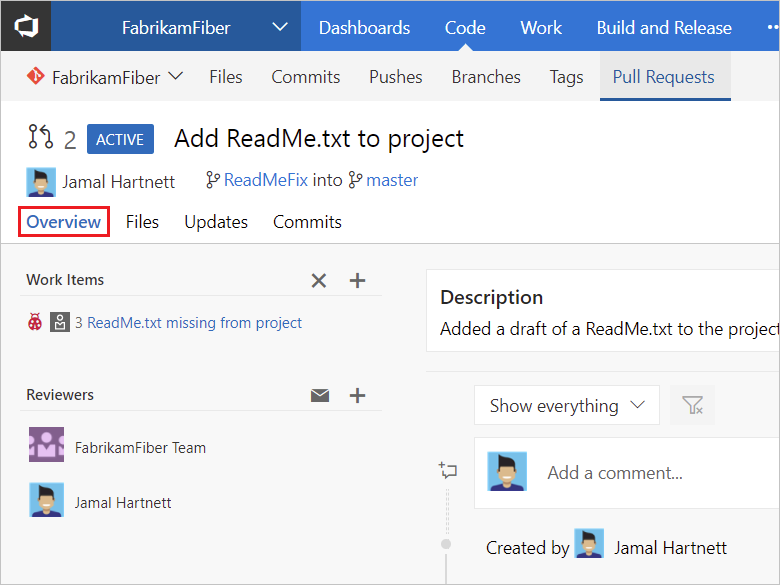 FabrikamFiber Dashboards Code Work Build and Release
FabrikamFiber Files Commits Pushes Branches Tags Pull Requests
2 ACTIVE Add ReadMe.txt to project
Jamal Hartnett ReadMeFix into master
Overview Files Updates Commits
Work Items
3 ReadMe.txt missing from project
Reviewers
FabrikamFiber Team
Jamal Hartnett
Description
Added a draft of a ReadMe.txt to the project
Show everything
Add a comment...
Created by Jamal Hartnett